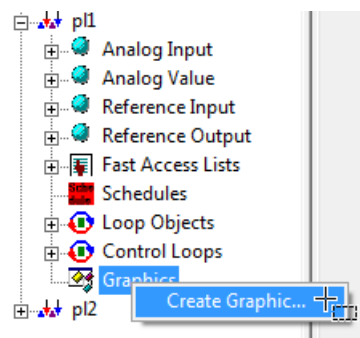 pl1
Analog Input
Analog Value
Reference Input
Reference Output
Fast Access Lists
Schedules
Loop Objects
Control Loops
Graphics
Create Graphic...
pl2